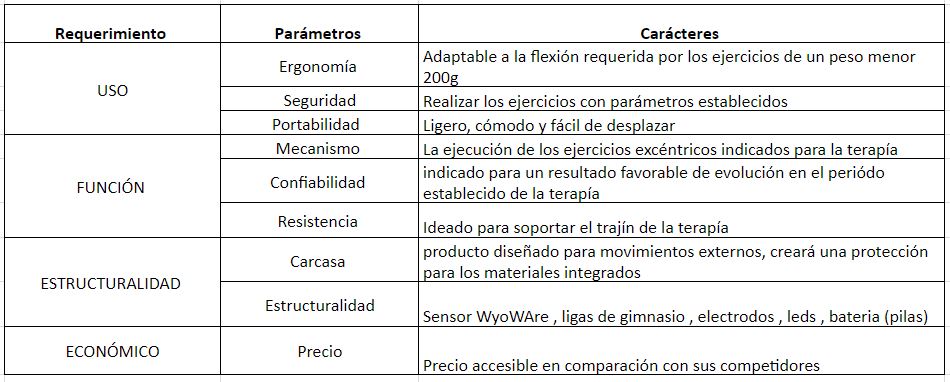 Requerimiento Parámetros Carácteres
USO
Ergonomía
Adaptable a la flexión requerida por los ejercicios de un peso menor
200g
Seguridad Realizar los ejercicios con parámetros establecidos
Portabilidad Ligero, cómodo y fácil de desplazar
FUNCIÓN
Mecanismo La ejecución de los ejercicios excéntricos indicados para la terapía
Confiabilidad
indicado para un resultado favorable de evolución en el periódo
establecido de la terapía
Resistencia Ideado para soportar el trajín de la terapía
ESTRUCTURALIDAD
Carcasa
producto diseñado para movimientos externos, creará una protección
para los materiales integrados
Estructuralidad Sensor WyoWAre , ligas de gimnasio , electrodos , leds , bateria (pilas)
ECONÓMICO Precio Precio accesible en comparación con sus competidores